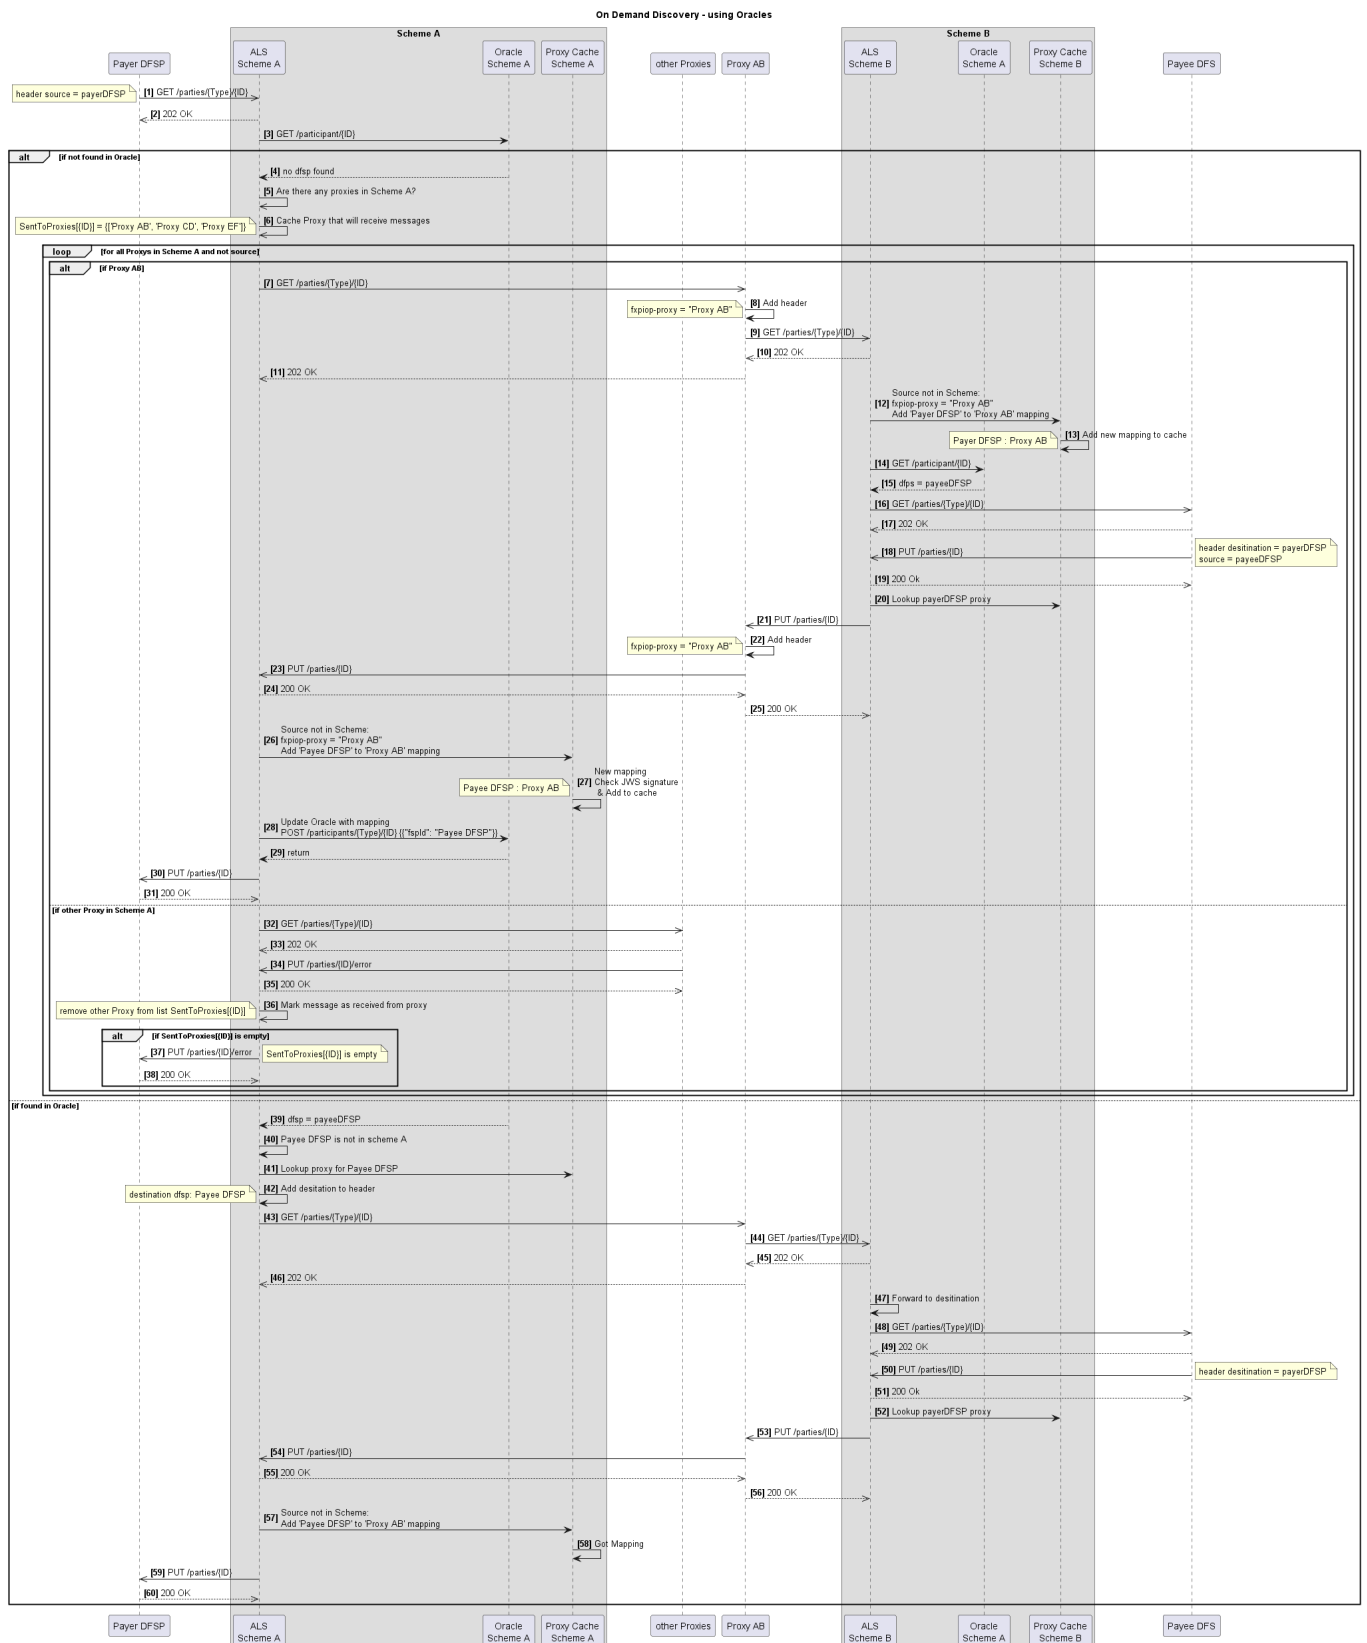 On Demand Discovery - using Oracles
Scheme A
Scheme B
Payer DFSP
ALS
Scheme A
Oracle
Scheme A
Proxy Cache
Scheme A
other Proxies
Proxy AB
ALS
Scheme B
Oracle
Scheme A
Proxy Cache
Scheme B
Payee DFS
header source = payerDFSP
[1] GET /parties/{Type}/{ID}
[2] 202 OK
[3] GET /participant/{ID}
alt [if not found in Oracle]
[4] no dfsp found
[5] Are there any proxies in Scheme A?
SentToProxies[{ID}] = {['Proxy AB', 'Proxy CD', 'Proxy EF']}
[6] Cache Proxy that will receive messages
loop [for all Proxys in Scheme A and not source]
alt [if Proxy AB]
[7] GET /parties/{Type}/{ID}
fxpiop-proxy = "Proxy AB"
[8] Add header
[9] GET /parties/{Type}/{ID}
[10] 202 OK
[11] 202 OK
Source not in Scheme:
[12] fxpiop-proxy = "Proxy AB"
Add 'Payer DFSP' to 'Proxy AB' mapping
Payer DFSP : Proxy AB
[13] Add new mapping to cache
[14] GET /participant/{ID}
[15] dfps = payeeDFSP
[16] GET /parties/{Type}/{ID}
[17] 202 OK
[18] PUT /parties/{ID}
header desitination = payerDFSP
source = payeeDFSP
[19] 200 Ok
[20] Lookup payerDFSP proxy
[21] PUT /parties/{ID}
fxpiop-proxy = "Proxy AB"
[22] Add header
[23] PUT /parties/{ID}
[24] 200 OK
[25] 200 OK
Source not in Scheme:
[26] fxpiop-proxy = "Proxy AB"
Add 'Payee DFSP' to 'Proxy AB' mapping
Payee DFSP : Proxy AB
New mapping
[27] Check JWS signature
& Add to cache
Update Oracle with mapping
[28] POST /participants/{Type}/{ID} {{"fspId": "Payee DFSP"}}
[29] return
[30] PUT /parties/{ID}
[31] 200 OK
[if other Proxy in Scheme A]
[32] GET /parties/{Type}/{ID}
[33] 202 OK
[34] PUT /parties/{ID}/error
[35] 200 OK
remove other Proxy from list SentToProxies[{ID}]
[36] Mark message as received from proxy
alt [if SentToProxies[{ID}] is empty]
[37] PUT /parties/{ID}/error
SentToProxies[{ID}] is empty
[38] 200 OK
[if found in Oracle]
[39] dfsp = payeeDFSP
[40] Payee DFSP is not in scheme A
[41] Lookup proxy for Payee DFSP
destination dfsp: Payee DFSP
[42] Add desitation to header
[43] GET /parties/{Type}/{ID}
[44] GET /parties/{Type}/{ID}
[45] 202 OK
[46] 202 OK
[47] Forward to desitination
[48] GET /parties/{Type}/{ID}
[49] 202 OK
[50] PUT /parties/{ID}
header desitination = payerDFSP
[51] 200 Ok
[52] Lookup payerDFSP proxy
[53] PUT /parties/{ID}
[54] PUT /parties/{ID}
[55] 200 OK
[56] 200 OK
[57] Source not in Scheme:
Add 'Payee DFSP' to 'Proxy AB' mapping
[58] Got Mapping
[59] PUT /parties/{ID}
[60] 200 OK
Payer DFSP
ALS
Scheme A
Oracle
Scheme A
Proxy Cache
Scheme A
other Proxies
Proxy AB
ALS
Scheme B
Oracle
Scheme A
Proxy Cache
Scheme B
Payee DFS